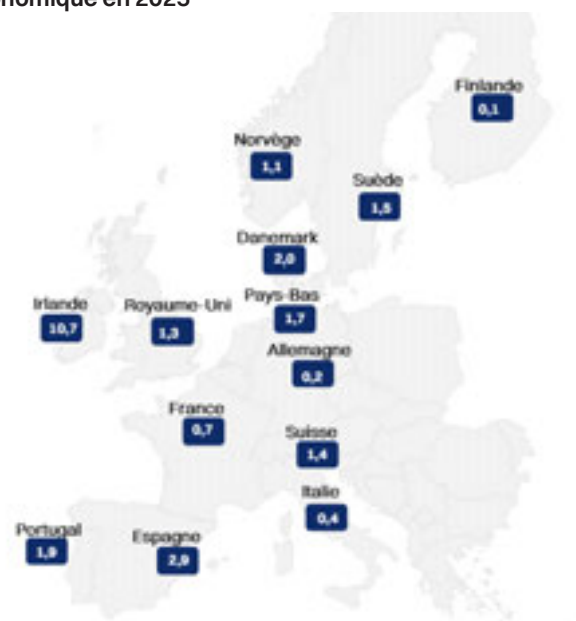 économique en 2025
Finlande
0,1
Norvège
1,1
Suède
1,5
Danemark
2,0
Irlande
10,7
Royaume-Uni
1,3
Pays-Bas
1,7
Allemagne
0,2
France
0,7
Suisse
1,4
Italie
0,4
Portugal
1,9
Espagne
2,9